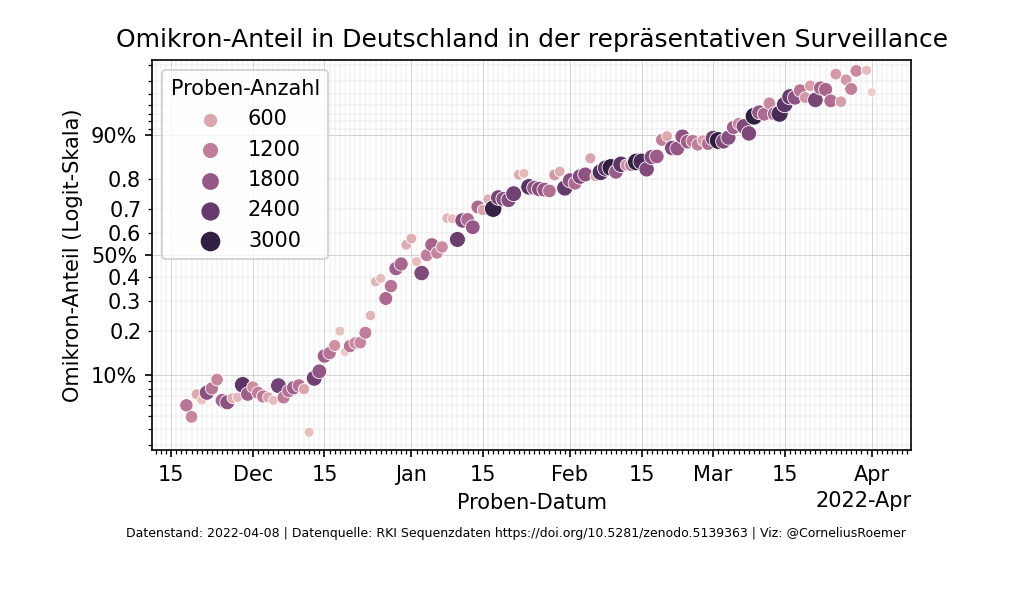 Omikron-Anteil in Deutschland in der repräsentativen Surveillance
Omikron-Anteil (Logit-Skala)
Proben-Anzahl
600
1200
1800
2400
3000
90%
0.8
0.7
0.6
50%
0.4
0.3
0.2
10%
15 Dec 15 Jan 15 Feb 15 Mar 15 Apr
Proben-Datum
2022-Apr
Datenstand: 2022-04-08 | Datenquelle: RKI Sequenzdaten https://doi.org/10.5281/zenodo.5139363 | Viz: @CorneliusRoemer